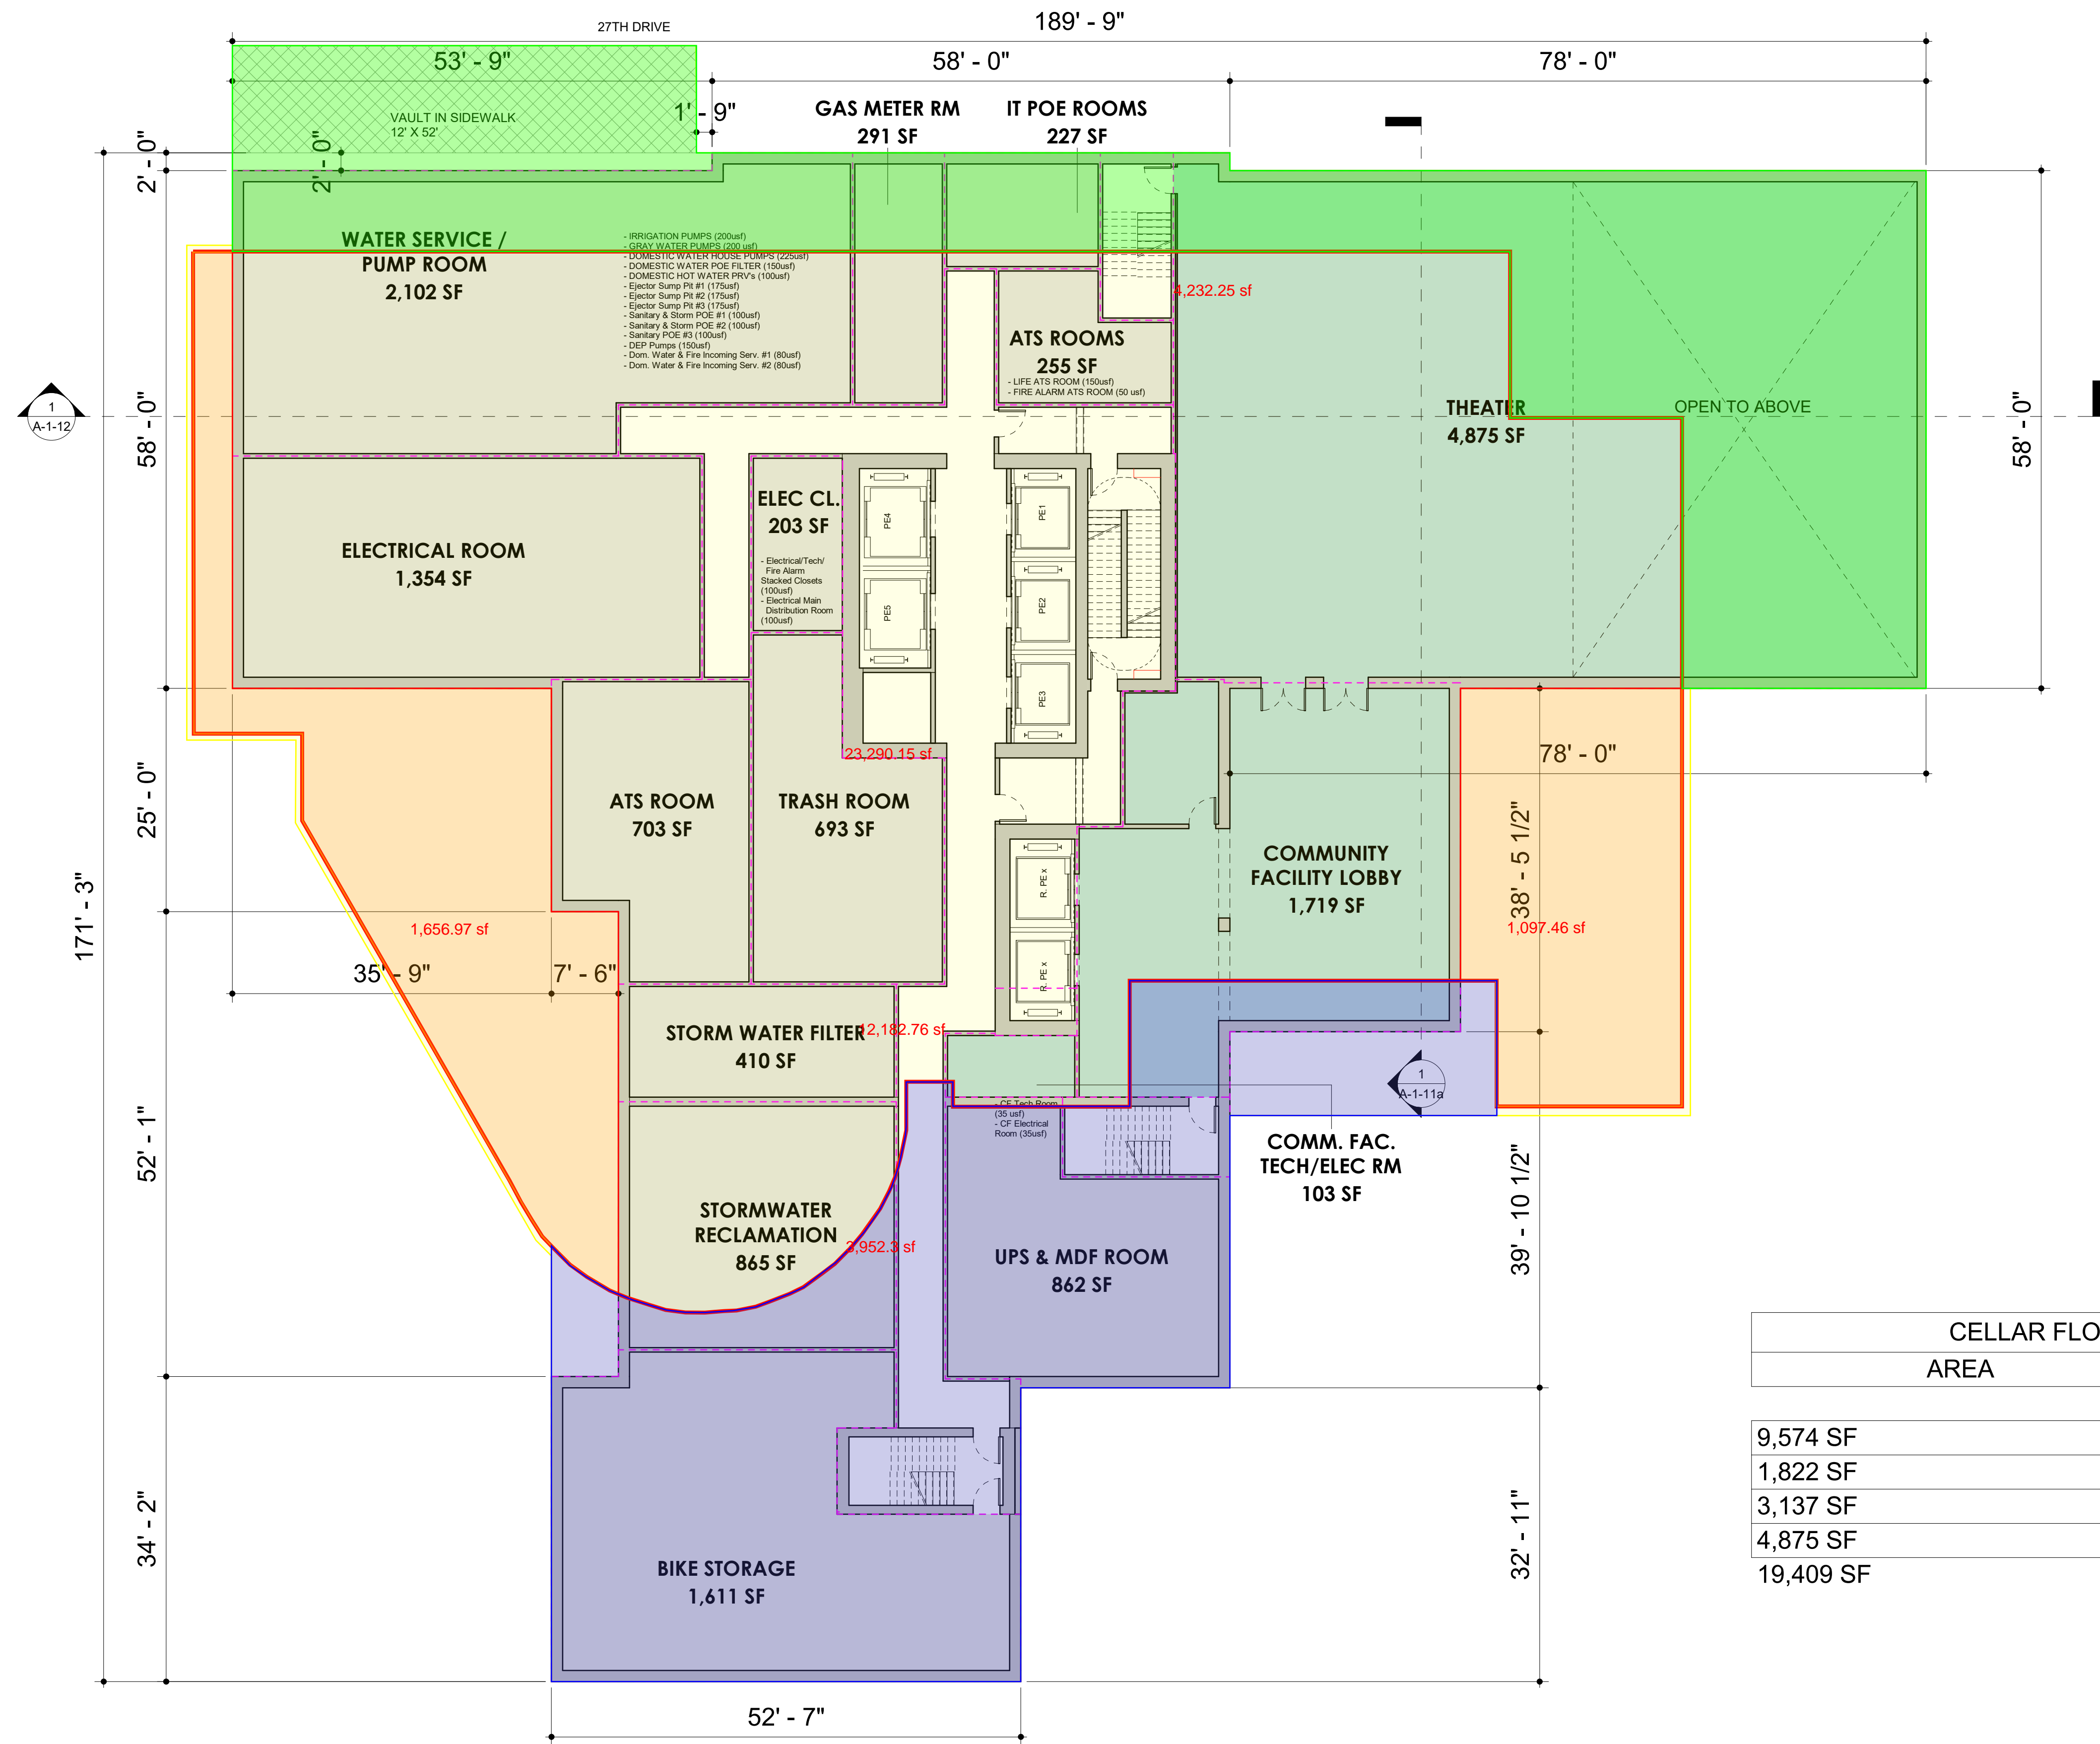 27TH DRIVE
189' - 9"
53' - 9"
58' - 0"
78' - 0"
VAULT IN SIDEWALK
12' X 52'
1' - 9"
GAS METER RM
291 SF
IT POE ROOMS
227 SF
2' - 0"
2' - 0"
WATER SERVICE /
PUMP ROOM
2,102 SF
- IRRIGATION PUMPS (200usf)
- GRAY WATER PUMPS (200 usf)
- DOMESTIC WATER HOUSE PUMPS (225usf)
- DOMESTIC WATER POE FILTER (150usf)
- DOMESTIC HOT WATER PRV's (100usf)
- Ejector Sump Pit #1 (175usf)
- Ejector Sump Pit #2 (175usf)
- Ejector Sump Pit #3 (175usf)
- Sanitary & Storm POE #1 (100usf)
- Sanitary & Storm POE #2 (100usf)
- Sanitary POE #3 (100usf)
- DEP Pumps (150usf)
- Dom. Water & Fire Incoming Serv. #1 (80usf)
- Dom. Water & Fire Incoming Serv. #2 (80usf)
4,232.25 sf
ATS ROOMS
255 SF
- LIFE ATS ROOM (150usf)
- FIRE ALARM ATS ROOM (50 usf)
THEATER
4,875 SF
OPEN TO ABOVE
1
A-1-12
58' - 0"
58' - 0"
ELECTRICAL ROOM
1,354 SF
ELEC CL.
203 SF
- Electrical/Tech/
Fire Alarm
Stacked Closets
(100usf)
- Electrical Main
Distribution Room
(100usf)
PE4
PE5
PE1
PE2
PE3
23,290.15 sf
78' - 0"
25' - 0"
ATS ROOM
703 SF
TRASH ROOM
693 SF
COMMUNITY
FACILITY LOBBY
1,719 SF
38' - 5 1/2"
171' - 3"
1,656.97 sf
1,097.46 sf
R. PE x
R. PE x
35' - 9"
7' - 6"
STORM WATER FILTER
410 SF
12,182.76 sf
- CF Tech Room
(35 usf)
- CF Electrical
Room (35usf)
1
A-1-11a
COMM. FAC.
TECH/ELEC RM
103 SF
52' - 1"
39' - 10 1/2"
STORMWATER
RECLAMATION
865 SF
3,952.3 sf
UPS & MDF ROOM
862 SF
34' - 2"
32' - 11"
BIKE STORAGE
1,611 SF
52' - 7"
CELLAR FLO
AREA
9,574 SF
1,822 SF
3,137 SF
4,875 SF
19,409 SF